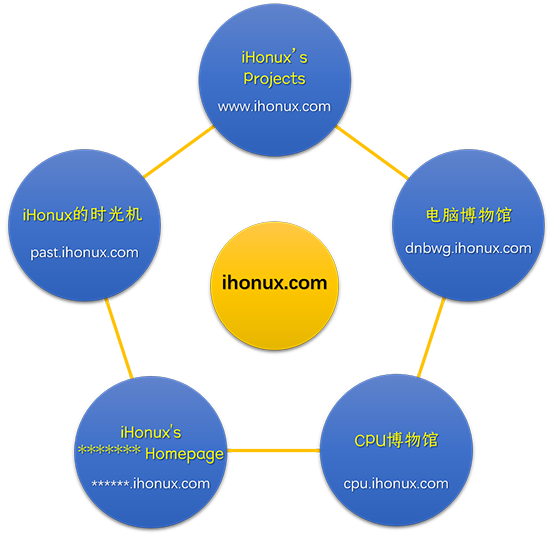 iHonux's
Projects
www.ihonux.com
iHonux的时光机
past.ihonux.com
电脑博物馆
dnbwg.ihonux.com
ihonux.com
iHonux's
******* Homepage
******.ihonux.com
CPU博物馆
cpu.ihonux.com